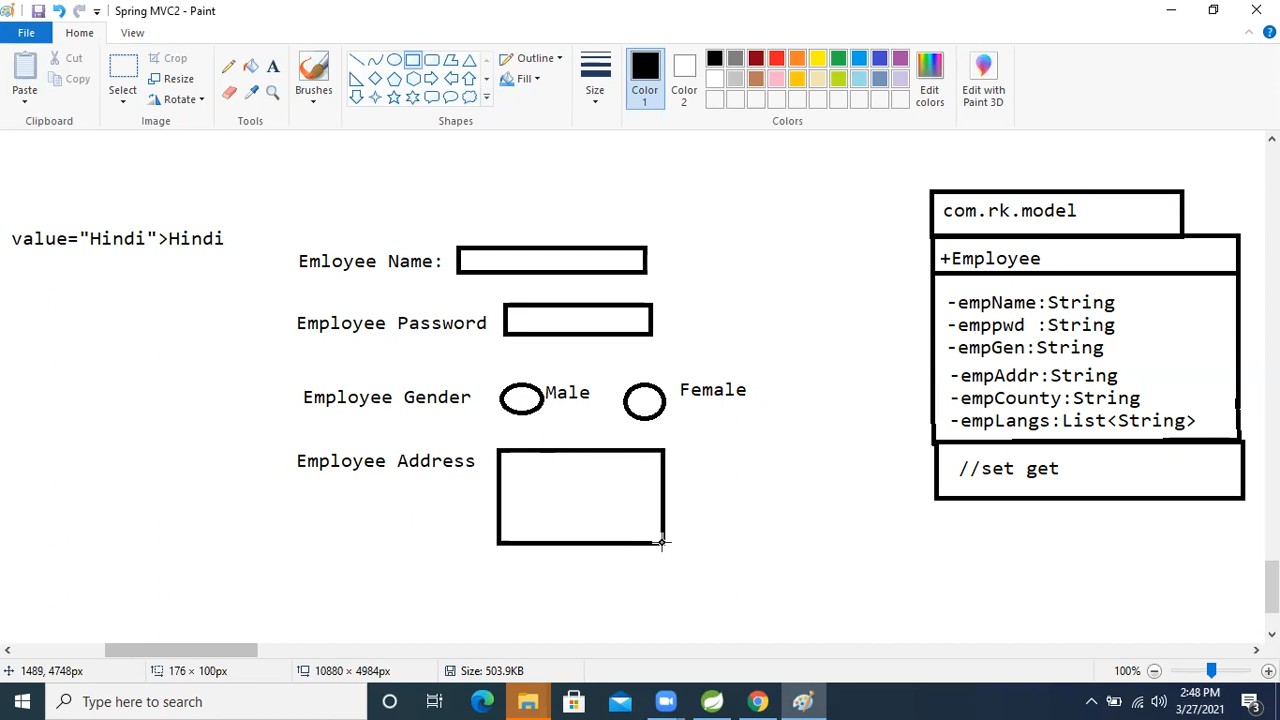 Spring MVC2 - Paint
File Home View
Paste
Cut
Copy
Clipboard
Select
Crop
Resize
Rotate
Image
A
Tools
Brushes
Outline
Fill
Shapes
Size
Color 1
Color 2
Colors
Edit colors
Edit with Paint 3D
value="Hindi">Hindi
Emloyee Name:
Employee Password
Employee Gender Male Female
Employee Address
com.rk.model
+Employee
-empName:String
-emppwd :String
-empGen:String
-empAddr:String
-empCounty:String
-empLangs:List<String>
//set get
1489, 4748px 176 × 100px 10880 × 4984px Size: 503.9KB 100%
Type here to search
2:48 PM
3/27/2021
3